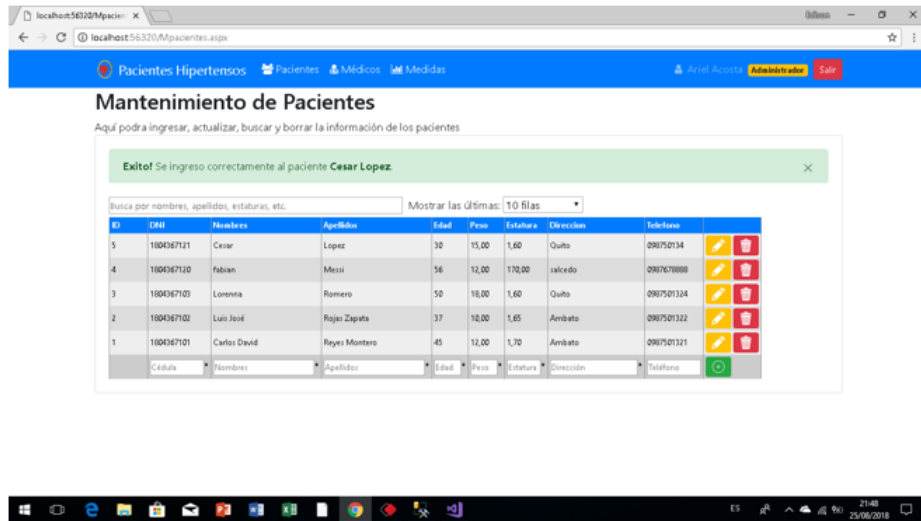 localhost:56320/Mpacien
localhost:56320/Mpacientes.aspx
Pacientes Hipertensos Pacientes Médicos Medidas Ariel Acosta Administrador Salir
Mantenimiento de Pacientes
Aquí podra ingresar, actualizar, buscar y borrar la información de los pacientes
Exito! Se ingreso correctamente al paciente Cesar Lopez. ×
Busca por nombres, apellidos, estaturas, etc. Mostrar las últimas: 10 filas
ID DNI Nombres Apellidos Edad Peso Estatura Direccion Telefono
5 1804367121 Cesar Lopez 30 15,00 1,60 Quito 098750134
4 1804367120 fabian Messi 56 12,00 170,00 salcedo 0987678888
3 1804367103 Lorenna Romero 50 18,00 1,60 Quito 0987501324
2 1804367102 Luis José Rojas Zapata 37 10,00 1,65 Ambato 0987501322
1 1804367101 Carlos David Reyes Montero 45 12,00 1,70 Ambato 0987501321
Cédula * Nombres * Apellidos * Edad * Peso * Estatura * Dirección * Teléfono
ES 21:48
25/08/2018